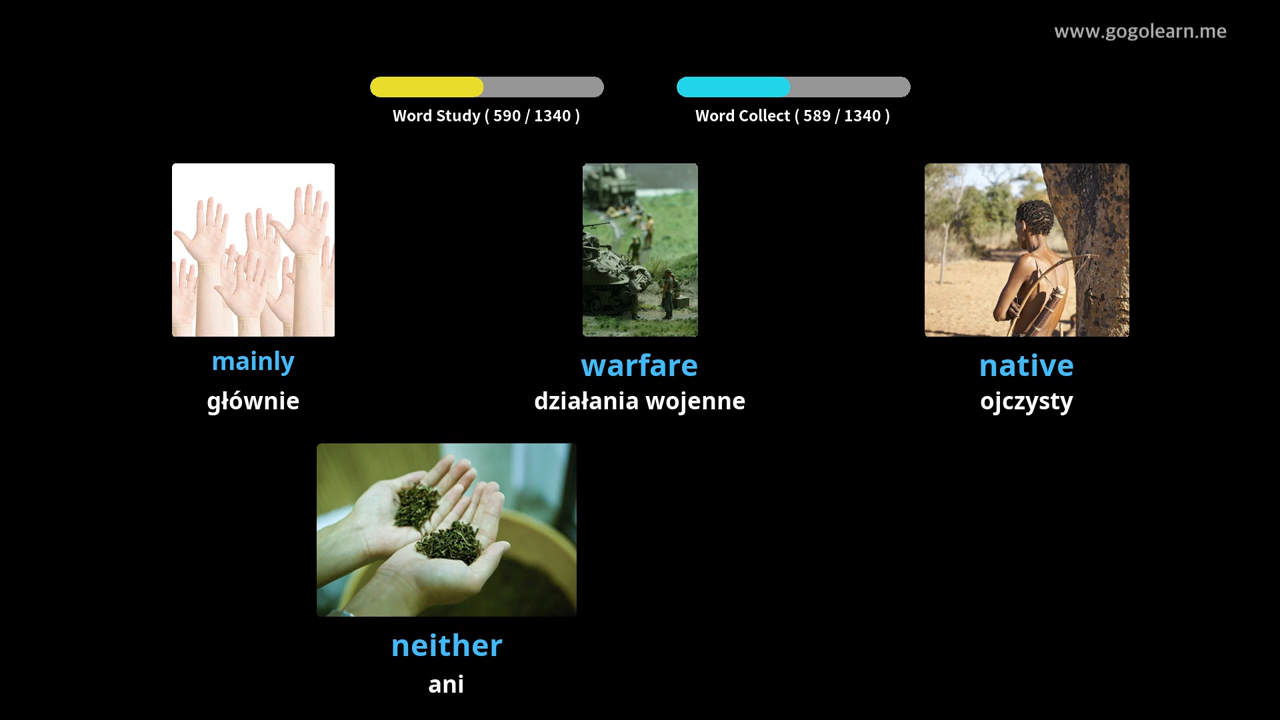 www.gogolearn.me
Word Study ( 590 / 1340 )
Word Collect ( 589 / 1340 )
mainly
głównie
warfare
działania wojenne
native
ojczysty
neither
ani